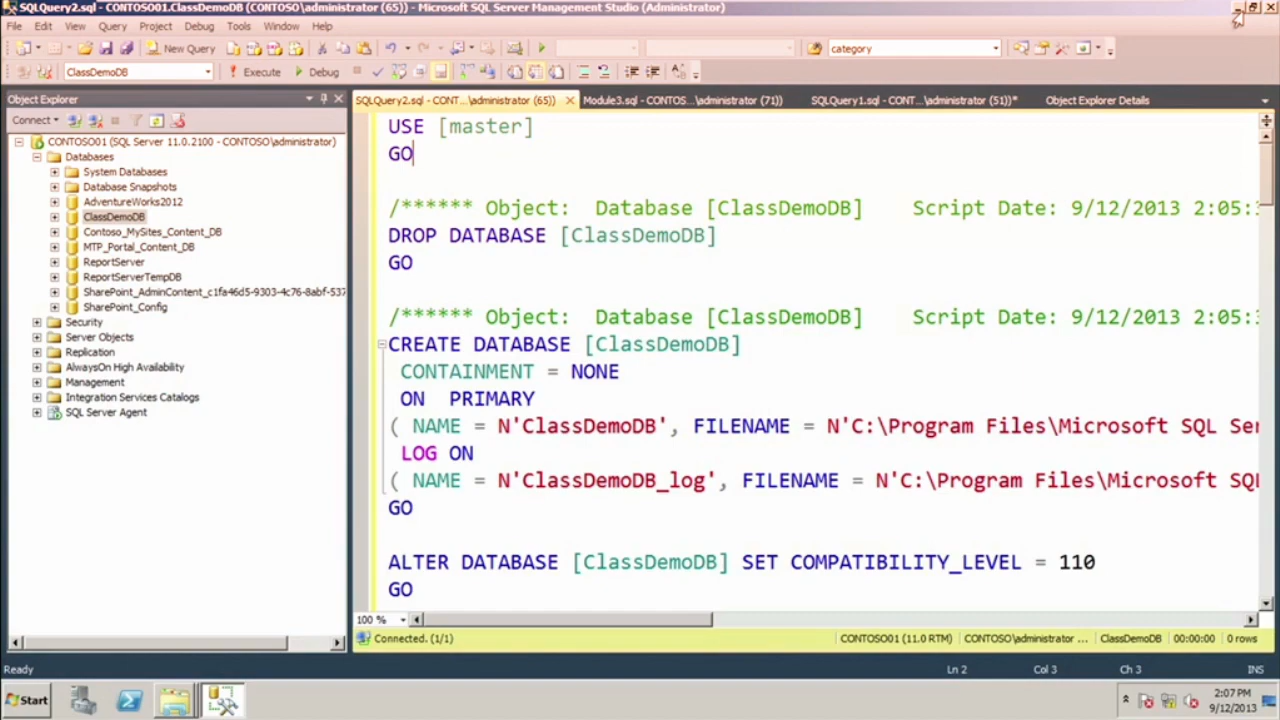 SQLQuery2.sql - CONTOSO01.ClassDemoDB (CONTOSO\administrator (65)) - Microsoft SQL Server Management Studio (Administrator)
File Edit View Query Project Debug Tools Window Help
New Query
category
ClassDemoDB
Execute
Debug
Object Explorer
SQLQuery2.sql - CONT...\administrator (65))
Module3.sql - CONTOS...\administrator (71))
SQLQuery1.sql - CONT...\administrator (51))*
Object Explorer Details
Connect
CONTOSO01 (SQL Server 11.0.2100 - CONTOSO\administrator)
Databases
System Databases
Database Snapshots
AdventureWorks2012
ClassDemoDB
Contoso_MySites_Content_DB
MTP_Portal_Content_DB
ReportServer
ReportServerTempDB
SharePoint_AdminContent_c1fa46d5-9303-4c76-8abf-537
SharePoint_Config
Security
Server Objects
Replication
AlwaysOn High Availability
Management
Integration Services Catalogs
SQL Server Agent
USE [master]
GO
/****** Object:  Database [ClassDemoDB]    Script Date: 9/12/2013 2:05:
DROP DATABASE [ClassDemoDB]
GO
/****** Object:  Database [ClassDemoDB]    Script Date: 9/12/2013 2:05:
CREATE DATABASE [ClassDemoDB]
CONTAINMENT = NONE
ON  PRIMARY
( NAME = N'ClassDemoDB', FILENAME = N'C:\Program Files\Microsoft SQL Ser
LOG ON
( NAME = N'ClassDemoDB_log', FILENAME = N'C:\Program Files\Microsoft SQL
GO
ALTER DATABASE [ClassDemoDB] SET COMPATIBILITY_LEVEL = 110
GO
100 %
Connected. (1/1)
CONTOSO01 (11.0 RTM)
CONTOSO\administrator ...
ClassDemoDB
00:00:00
0 rows
Ready
Ln 2
Col 3
Ch 3
INS
Start
2:07 PM
9/12/2013